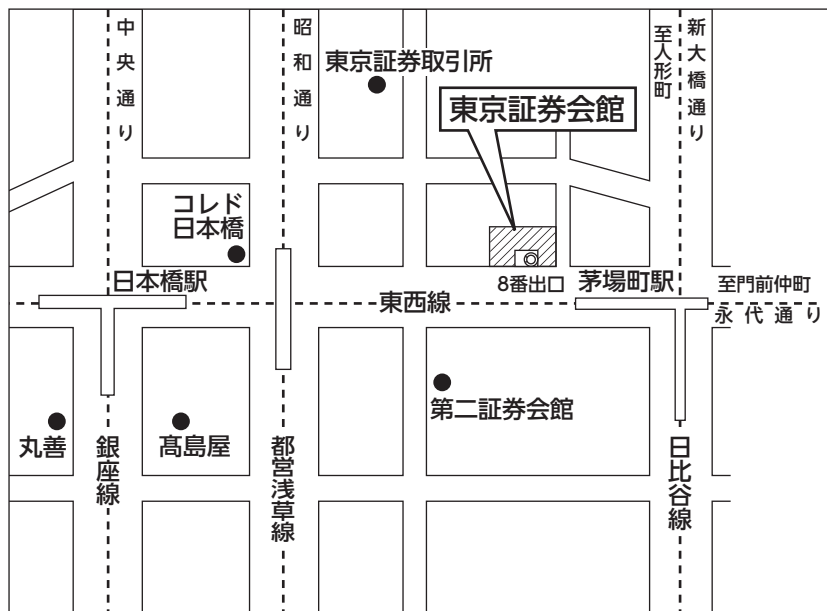 中央通り
昭和通り
東京証券取引所
至人形町
新大橋通り
東京証券会館
コレド
日本橋
日本橋駅
8番出口
茅場町駅
至門前仲町
東西線
永代通り
第二証券会館
丸善
銀座線
髙島屋
都営浅草線
日比谷線